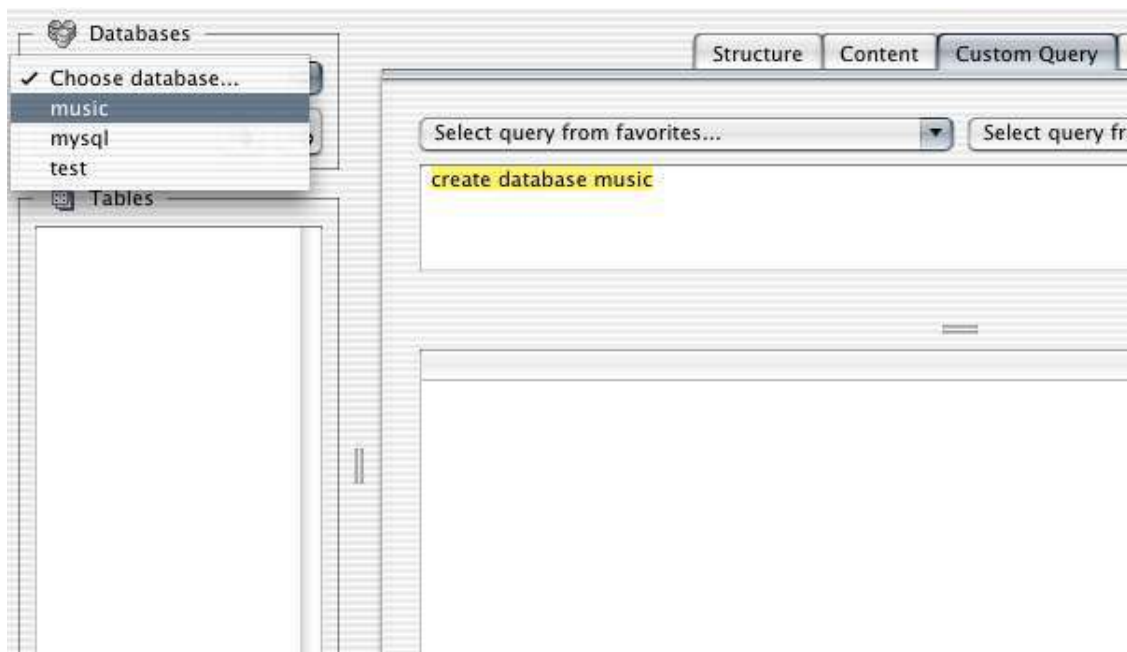 Databases
Choose database...
music
mysql
test
Tables
Structure
Content
Custom Query
Select query from favorites...
Select query fr
create database music